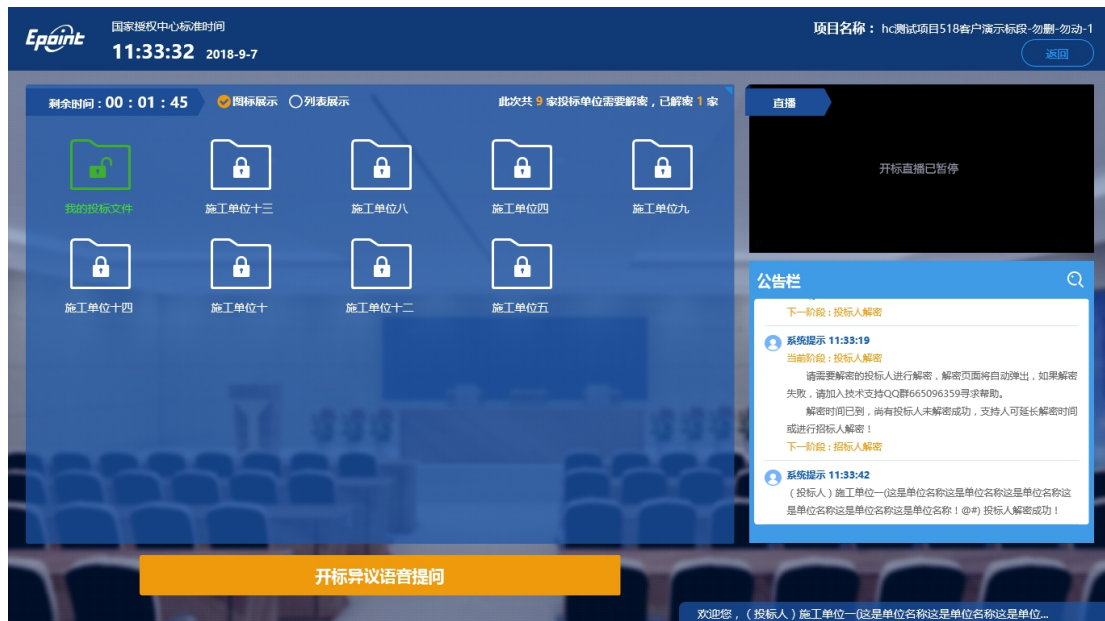 Epoint
国家授权中心标准时间
11:33:32 2018-9-7
项目名称：hc测试项目518客户演示标段-勿删-勿动-1
返回
剩余时间：00：01：45
图标展示 列表展示
此次共 9 家投标单位需要解密，已解密 1 家
我的投标文件 施工单位十三 施工单位八 施工单位四 施工单位九
施工单位十四 施工单位十 施工单位十二 施工单位五
开标异议语音提问
直播
开标直播已暂停
公告栏
下一阶段：投标人解密
系统提示 11:33:19
当前阶段：投标人解密
请需要解密的投标人进行解密，解密页面将自动弹出，如果解密
失败，请加入技术支持QQ群665096359寻求帮助。
解密时间已到，尚有投标人未解密成功，支持人可延长解密时间
或进行招标人解密！
下一阶段：招标人解密
系统提示 11:33:42
（投标人）施工单位一(这是单位名称这是单位名称这是单位名称这
是单位名称这是单位名称这是单位名称！@#) 投标人解密成功！
欢迎您，（投标人）施工单位一(这是单位名称这是单位名称这是单位...